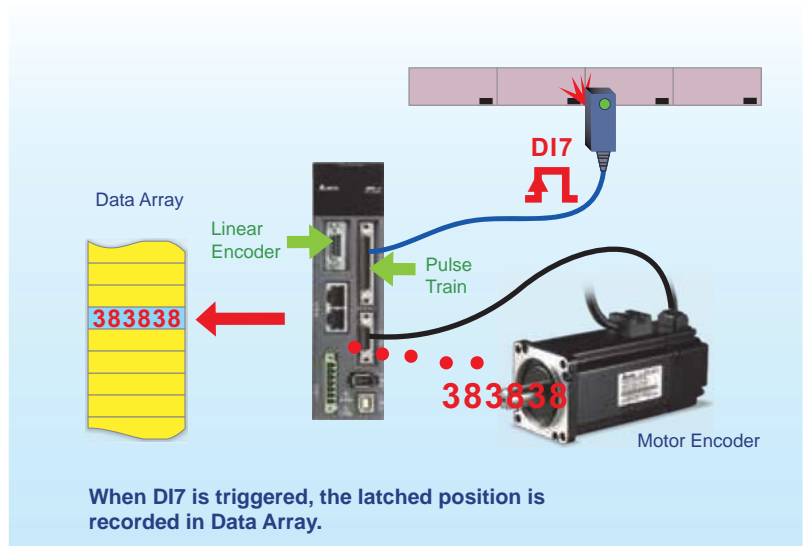 DI7
Data Array
Linear
Encoder
Pulse
Train
383838
383838
Motor Encoder
When DI7 is triggered, the latched position is
recorded in Data Array.